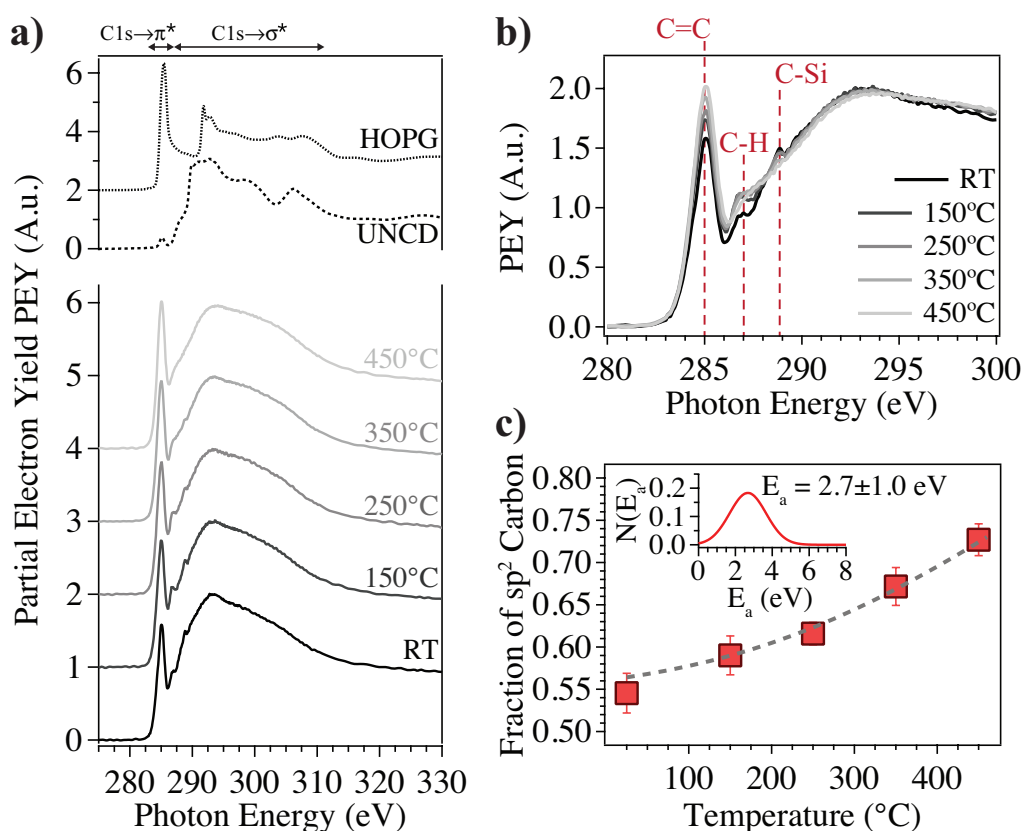 a)
C1s→π*
C1s→σ*
6
4
2
0
HOPG
UNCD
6
5
4
3
2
1
0
450°C
350°C
250°C
150°C
RT
280 290 300 310 320 330
Photon Energy (eV)
Partial Electron Yield PEY (A.u.)
b)
C=C
C-Si
C-H
2.0
1.5
1.0
0.5
0.0
PEY (A.u.)
RT
150ºC
250ºC
350ºC
450ºC
280 285 290 295 300
Photon Energy (eV)
c)
0.80
0.75
0.70
0.65
0.60
0.55
0.50
Fraction of sp² Carbon
0.2
0.1
0.0
N(Eₐ)
Eₐ = 2.7±1.0 eV
0 2 4 6 8
Eₐ (eV)
100 200 300 400
Temperature (°C)